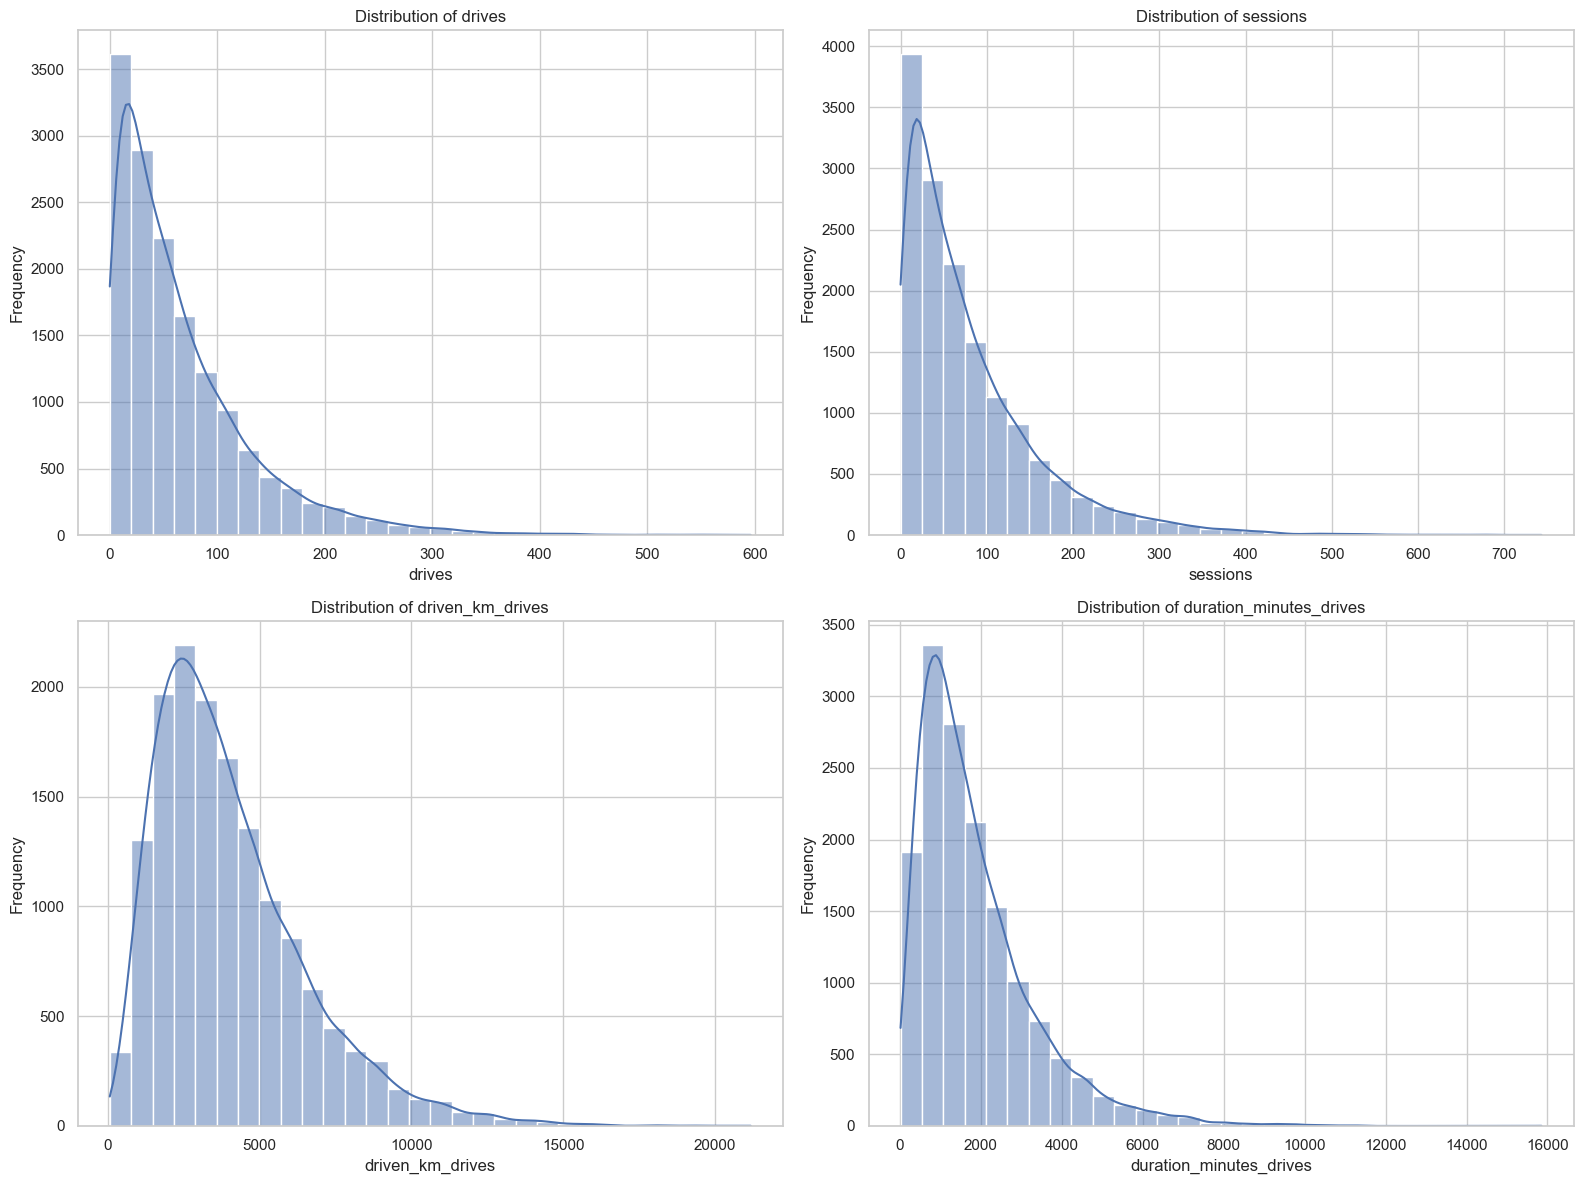 Distribution of drives
3500
3000
2500
2000
1500
1000
500
0
Frequency
0 100 200 300 400 500 600
drives
Distribution of sessions
4000
3500
3000
2500
2000
1500
1000
500
0
Frequency
0 100 200 300 400 500 600 700
sessions
Distribution of driven_km_drives
2000
1500
1000
500
0
Frequency
0 5000 10000 15000 20000
driven_km_drives
Distribution of duration_minutes_drives
3500
3000
2500
2000
1500
1000
500
0
Frequency
0 2000 4000 6000 8000 10000 12000 14000 16000
duration_minutes_drives